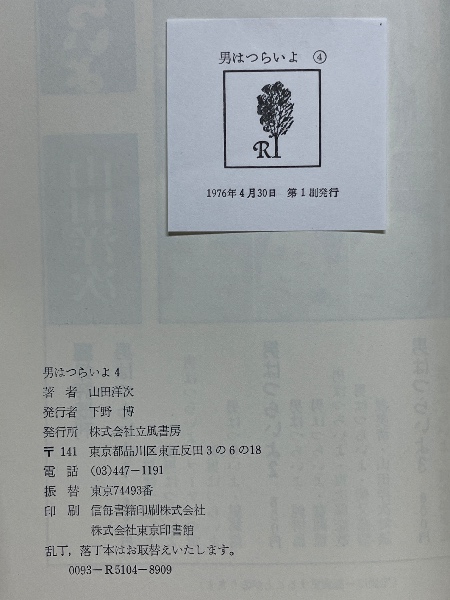 男はつらいよ ④
R
1976年4月30日 第1刷発行
男はつらいよ4
著 者 山田洋次
発行者 下野 博
発行所 株式会社立風書房
〒 141 東京都品川区東五反田3の6の18
電 話 (03)447-1191
振 替 東京74493番
印 刷 信毎書籍印刷株式会社
株式会社東京印書館
乱丁,落丁本はお取替えいたします。
0093-R5104-8909